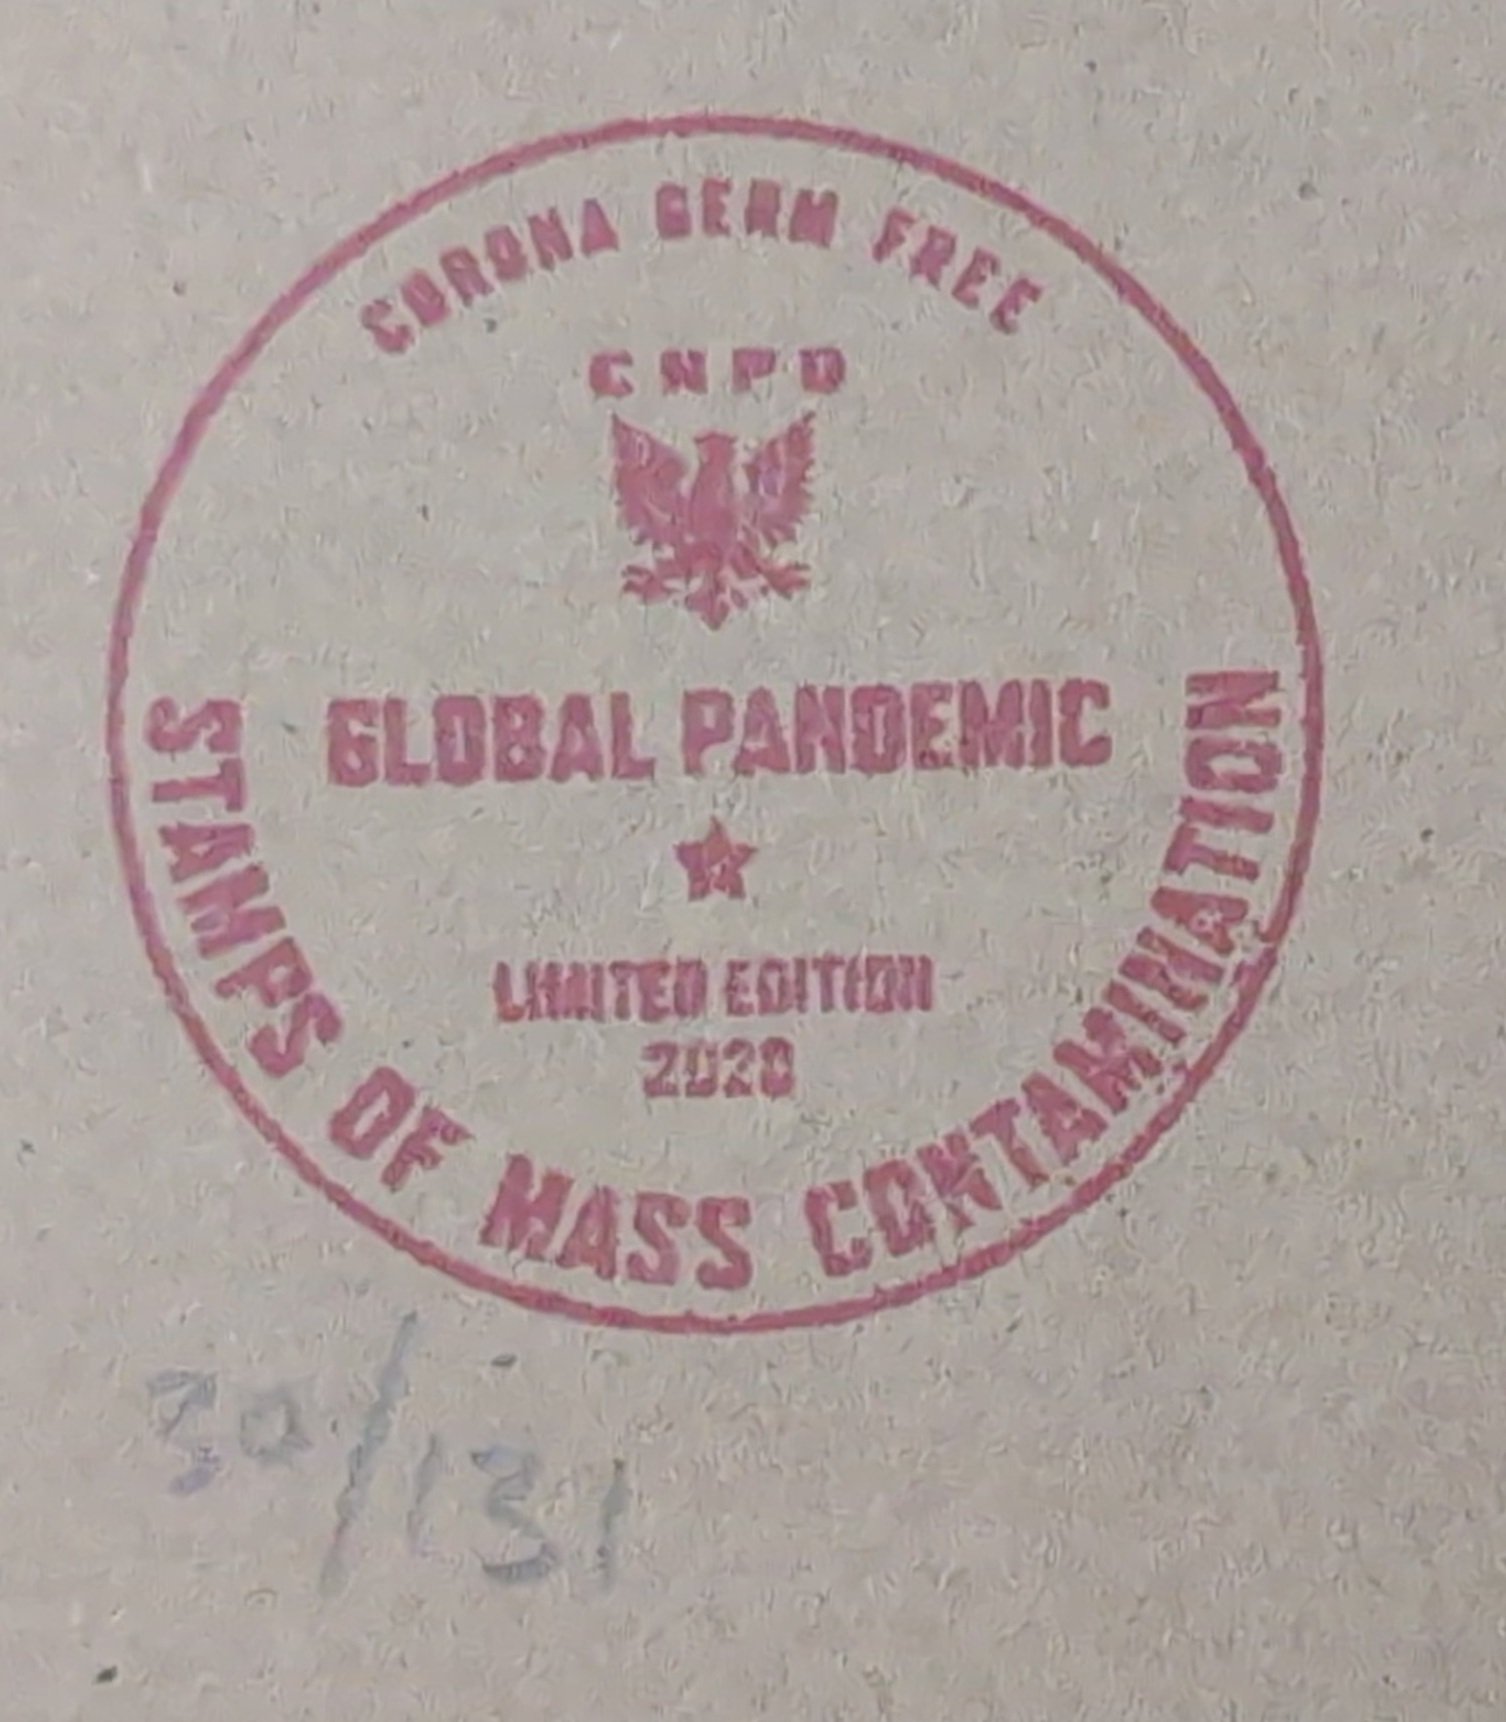 CORONA GERM FREE
CNPD
GLOBAL PANDEMIC
LIMITED EDITION
2020
STAMPS OF MASS CONTAMINATION
30/131